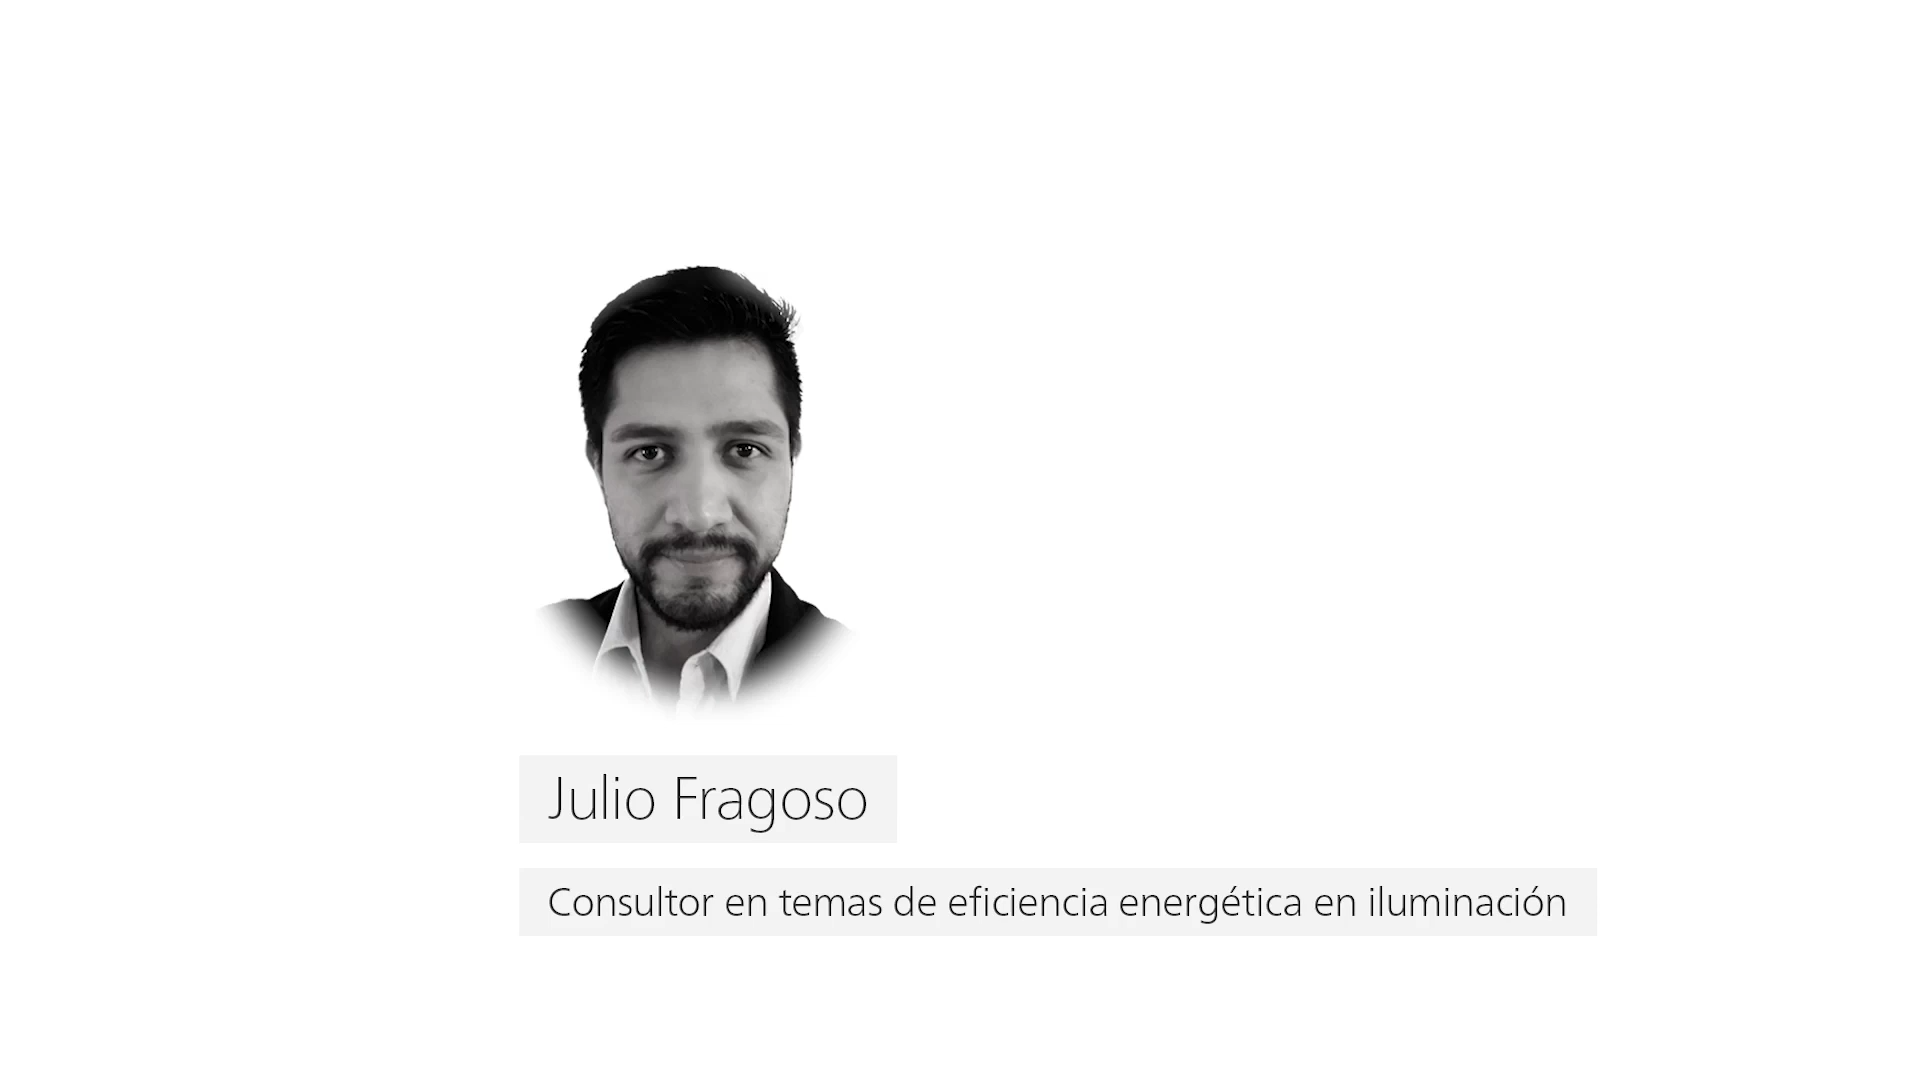 Julio Fragoso
Consultor en temas de eficiencia energética en iluminación